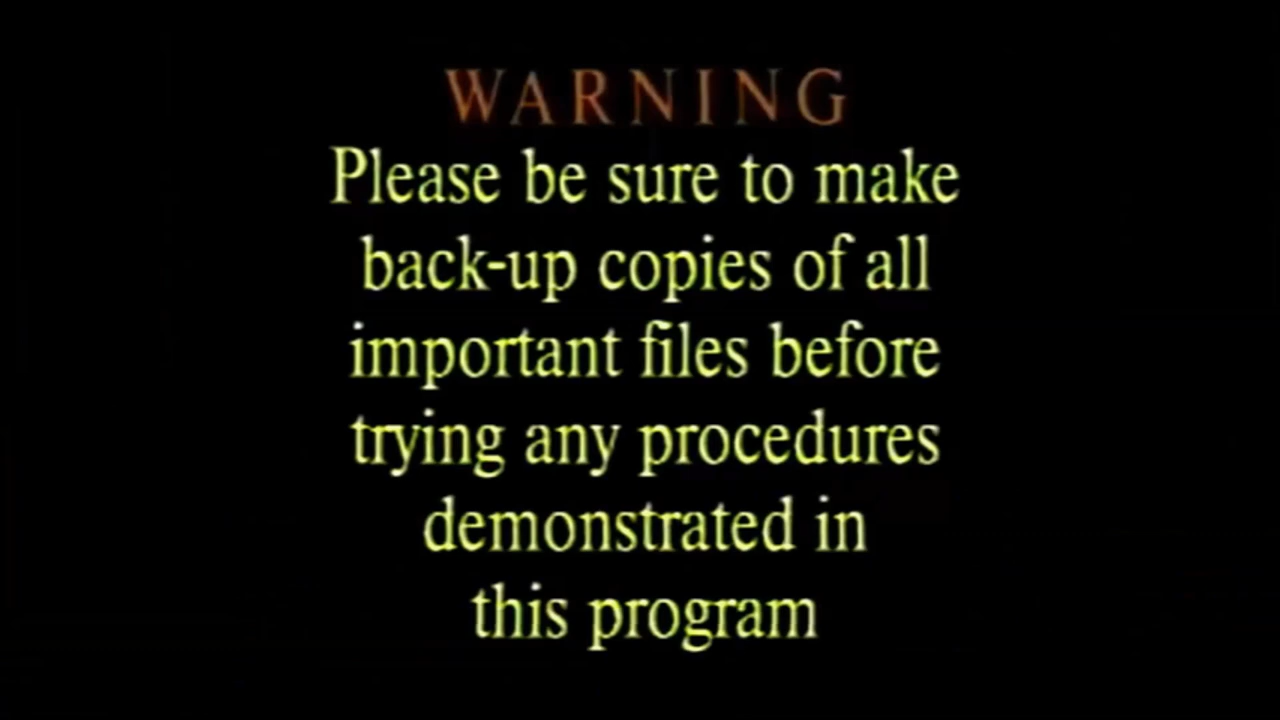 WARNING
Please be sure to make
back-up copies of all
important files before
trying any procedures
demonstrated in
this program